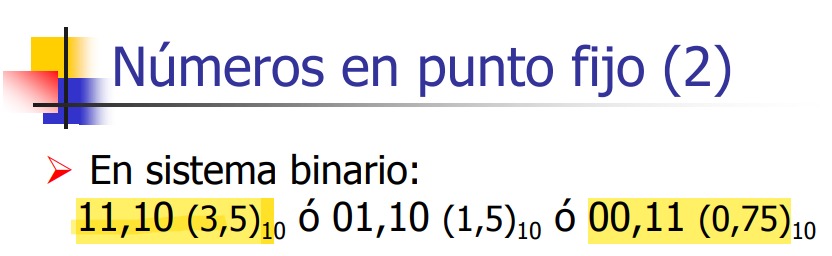 Números en punto fijo (2)
➢ En sistema binario:
11,10 (3,5)₁₀ ó 01,10 (1,5)₁₀ ó 00,11 (0,75)₁₀